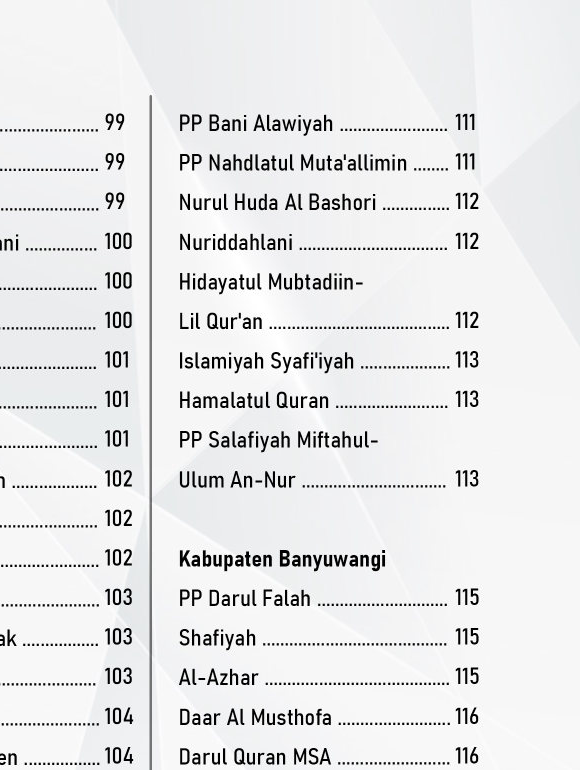 .................. 99
.................. 99
.................. 99
ani ............... 100
.................. 100
.................. 100
.................. 101
.................. 101
.................. 101
n ................. 102
.................. 102
.................. 102
.................. 103
ak ................ 103
.................. 103
.................. 104
en ................ 104
PP Bani Alawiyah ........................ 111
PP Nahdlatul Muta'allimin ........ 111
Nurul Huda Al Bashori ............... 112
Nuriddahlani ................................. 112
Hidayatul Mubtadiin-
Lil Qur'an ........................................ 112
Islamiyah Syafi'iyah .................... 113
Hamalatul Quran ......................... 113
PP Salafiyah Miftahul-
Ulum An-Nur ................................ 113
Kabupaten Banyuwangi
PP Darul Falah ............................. 115
Shafiyah ......................................... 115
Al-Azhar ......................................... 115
Daar Al Musthofa ......................... 116
Darul Quran MSA ......................... 116